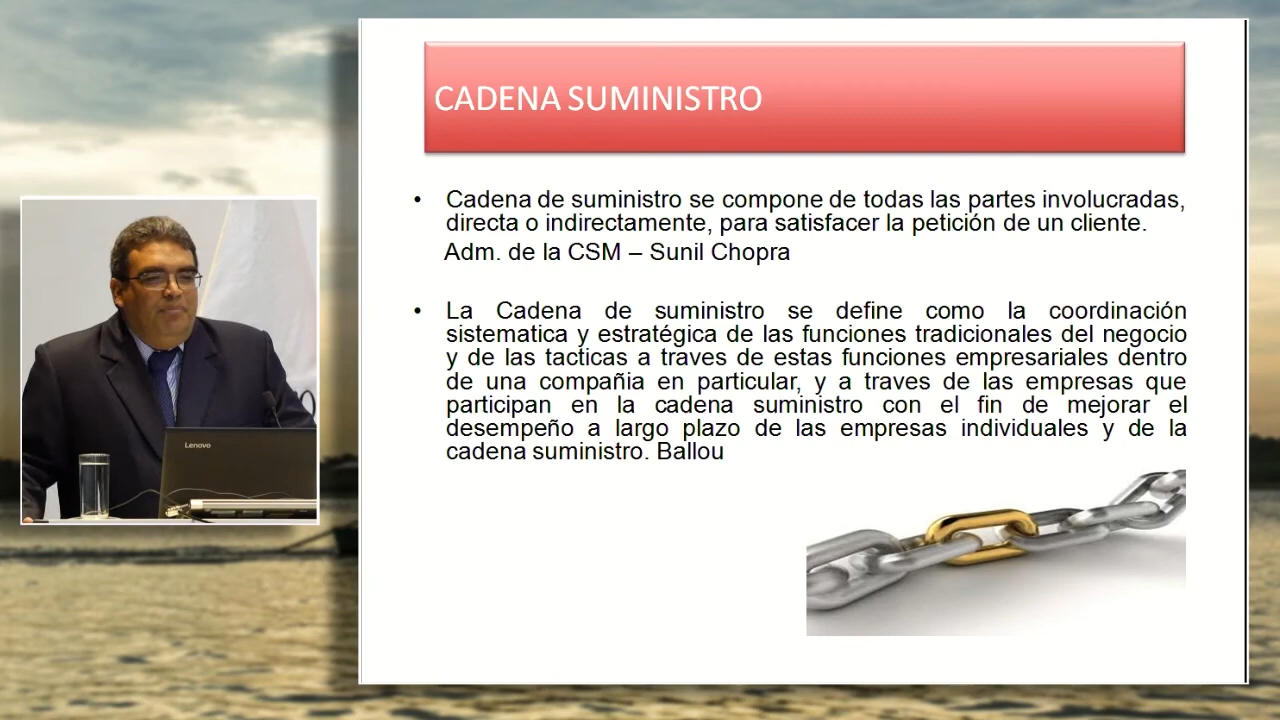 CADENA SUMINISTRO
• Cadena de suministro se compone de todas las partes involucradas,
directa o indirectamente, para satisfacer la petición de un cliente.
Adm. de la CSM – Sunil Chopra
• La Cadena de suministro se define como la coordinación
sistematica y estratégica de las funciones tradicionales del negocio
y de las tacticas a traves de estas funciones empresariales dentro
de una compañia en particular, y a traves de las empresas que
participan en la cadena suministro con el fin de mejorar el
desempeño a largo plazo de las empresas individuales y de la
cadena suministro. Ballou
Lenovo